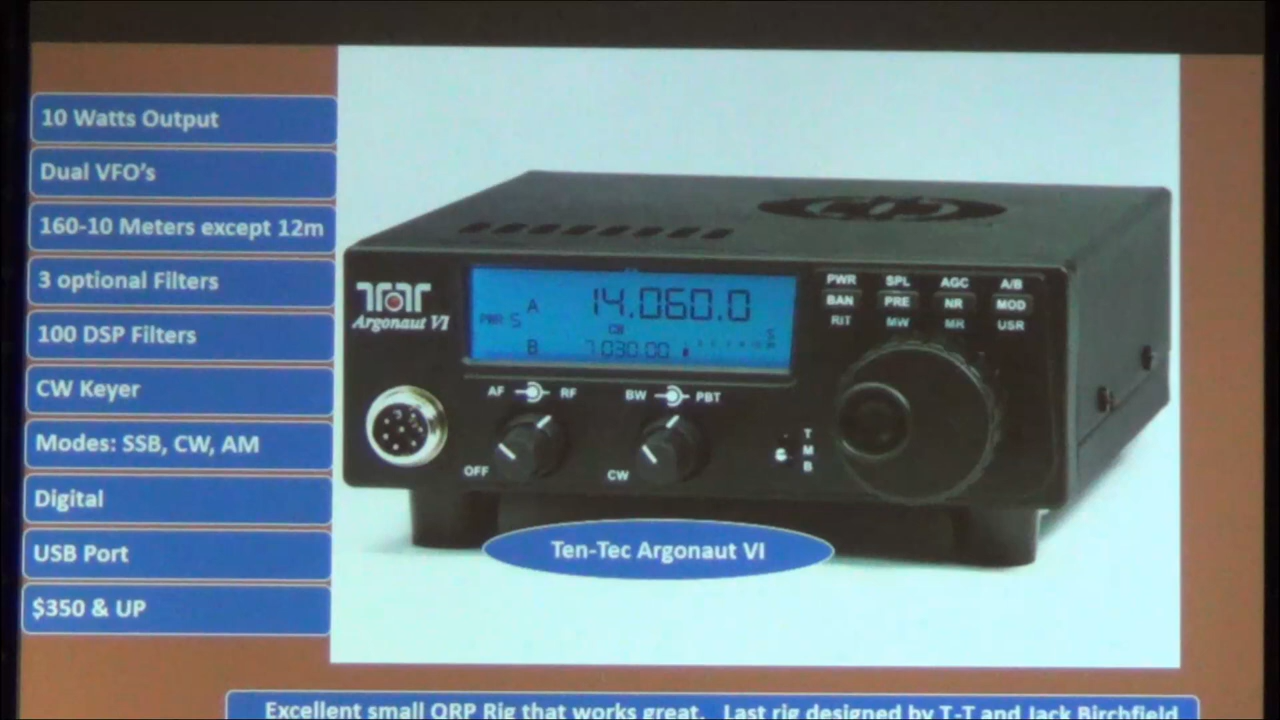 10 Watts Output
Dual VFO's
160-10 Meters except 12m
3 optional Filters
100 DSP Filters
CW Keyer
Modes: SSB, CW, AM
Digital
USB Port
$350 & UP
Argonaut VI
PWR 5 A 14.060.0
CW
B 7 030.00
PWR SPL AGC A/B
BAN PRE NR MOD
RIT MW MR USR
AF RF BW PBT
OFF CW
T
M
B
Ten-Tec Argonaut VI
Excellent small QRP Rig that works great. Last rig designed by T-T and Jack Birchfield